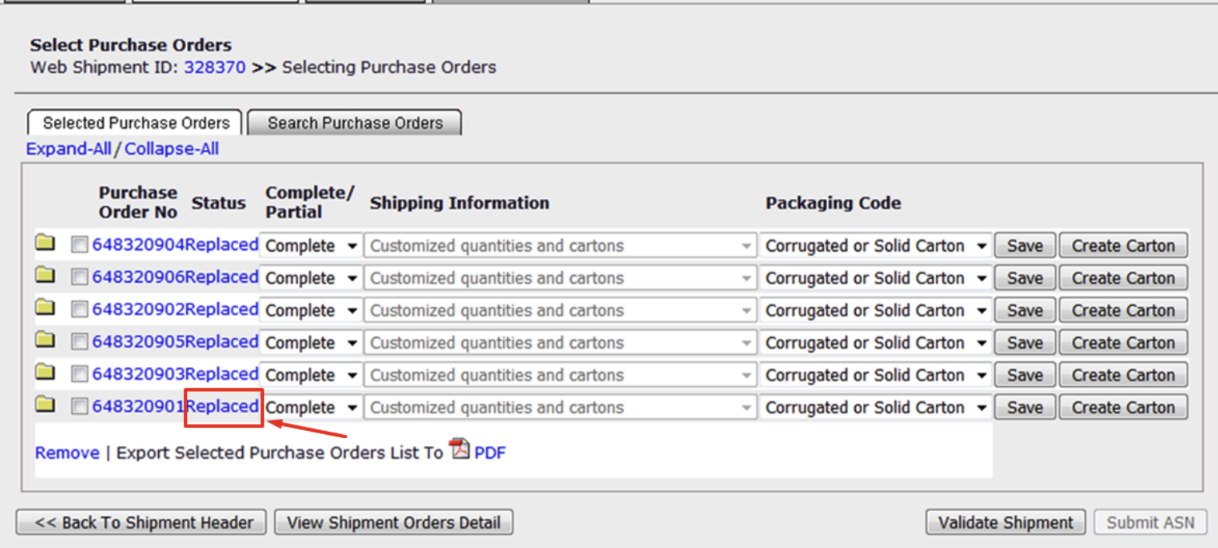 Select Purchase Orders
Web Shipment ID: 328370 >> Selecting Purchase Orders
Selected Purchase Orders Search Purchase Orders
Expand-All/Collapse-All
Purchase Order No Status Complete/ Partial Shipping Information Packaging Code
648320904 Replaced Complete Customized quantities and cartons Corrugated or Solid Carton Save Create Carton
648320906 Replaced Complete Customized quantities and cartons Corrugated or Solid Carton Save Create Carton
648320902 Replaced Complete Customized quantities and cartons Corrugated or Solid Carton Save Create Carton
648320905 Replaced Complete Customized quantities and cartons Corrugated or Solid Carton Save Create Carton
648320903 Replaced Complete Customized quantities and cartons Corrugated or Solid Carton Save Create Carton
648320901 Replaced Complete Customized quantities and cartons Corrugated or Solid Carton Save Create Carton
Remove | Export Selected Purchase Orders List To PDF
<< Back To Shipment Header View Shipment Orders Detail Validate Shipment Submit ASN